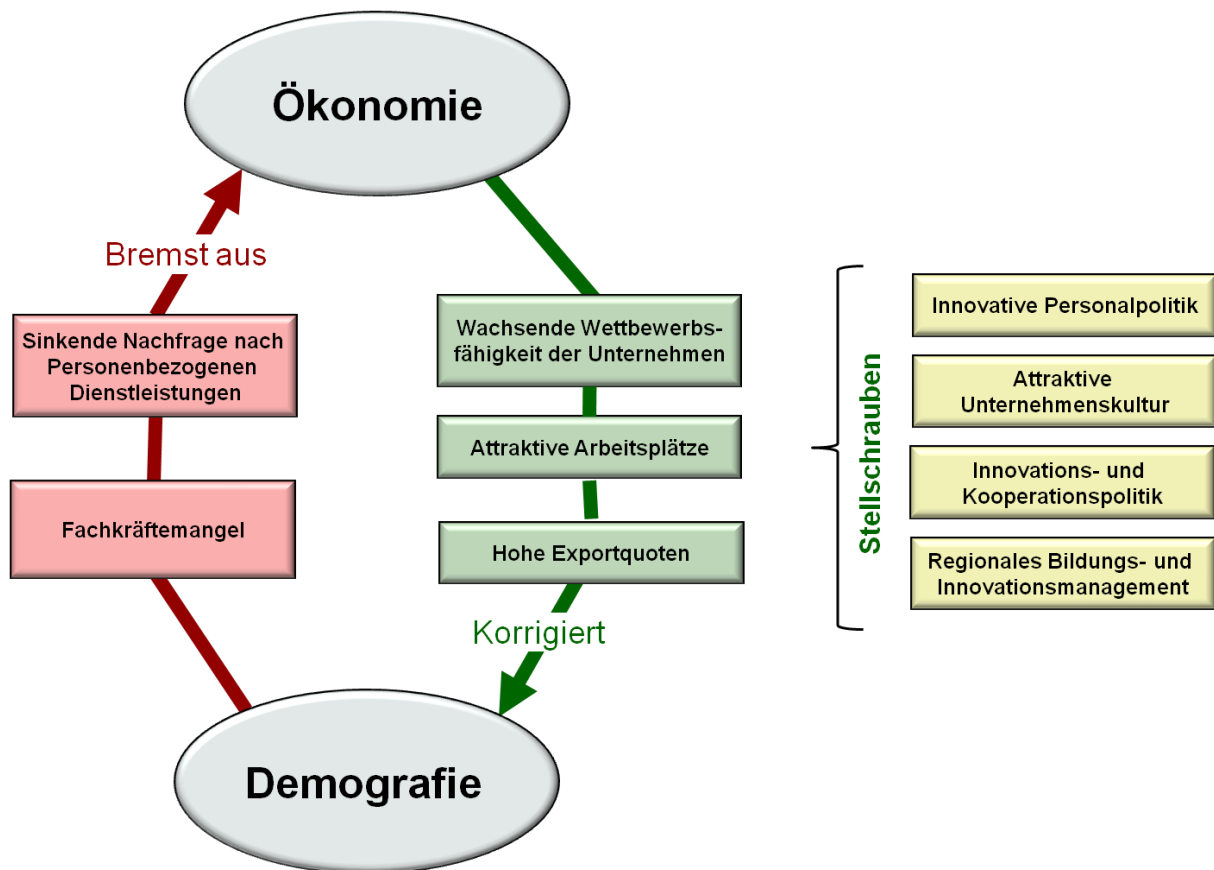 Ökonomie
Bremst aus
Sinkende Nachfrage nach
Personenbezogenen
Dienstleistungen
Fachkräftemangel
Wachsende Wettbewerbs-
fähigkeit der Unternehmen
Attraktive Arbeitsplätze
Hohe Exportquoten
Korrigiert
Demografie
Stellschrauben
Innovative Personalpolitik
Attraktive
Unternehmenskultur
Innovations- und
Kooperationspolitik
Regionales Bildungs- und
Innovationsmanagement